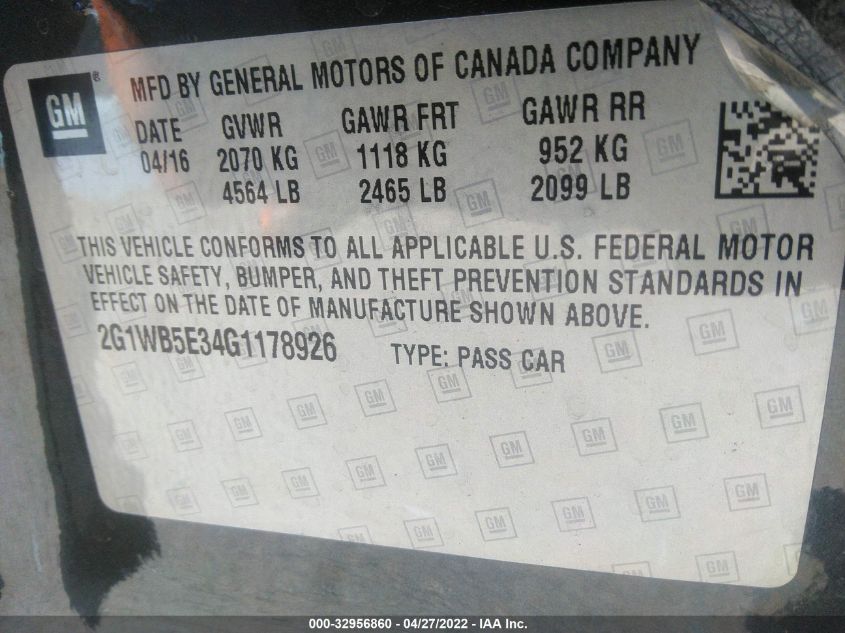 GM ® MFD BY GENERAL MOTORS OF CANADA COMPANY
DATE GVWR GAWR FRT GAWR RR
04/16 2070 KG 1118 KG 952 KG
4564 LB 2465 LB 2099 LB
THIS VEHICLE CONFORMS TO ALL APPLICABLE U.S. FEDERAL MOTOR
VEHICLE SAFETY, BUMPER, AND THEFT PREVENTION STANDARDS IN
EFFECT ON THE DATE OF MANUFACTURE SHOWN ABOVE.
2G1WB5E34G1178926 TYPE: PASS CAR
000-32956860 - 04/27/2022 - IAA Inc.